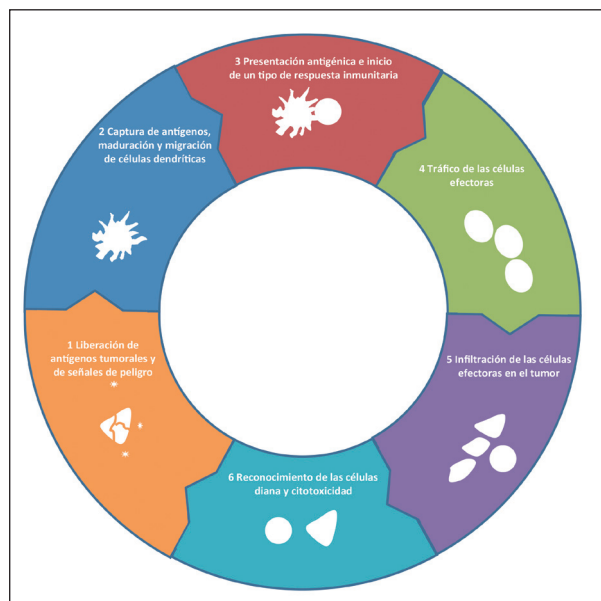 3 Presentación antigénica e inicio
de un tipo de respuesta inmunitaria
2 Captura de antígenos,
maduración y migración
de células dendríticas
4 Tráfico de las células
efectoras
1 Liberación de
antígenos tumorales y
de señales de peligro
5 Infiltración de las células
efectoras en el tumor
6 Reconocimiento de las células
diana y citotoxicidad